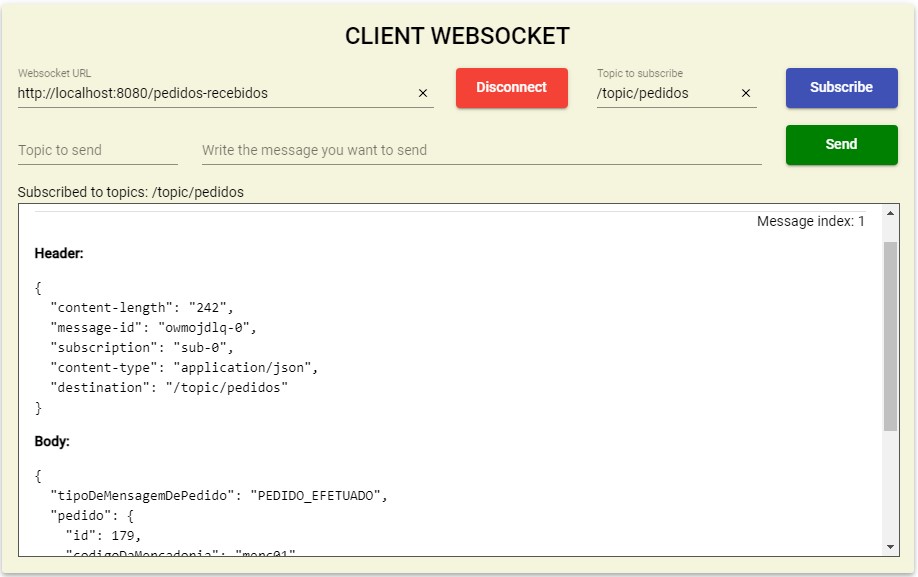 CLIENT WEBSOCKET
Websocket URL
http://localhost:8080/pedidos-recebidos ×
Disconnect
Topic to subscribe
/topic/pedidos ×
Subscribe
Topic to send
Write the message you want to send
Send
Subscribed to topics: /topic/pedidos
Message index: 1
Header:
{
"content-length": "242",
"message-id": "owmojdlq-0",
"subscription": "sub-0",
"content-type": "application/json",
"destination": "/topic/pedidos"
}
Body:
{
"tipoDeMensagemDePedido": "PEDIDO_EFETUADO",
"pedido": {
"id": 179,
"codigoDaMercadoria": "merc01"